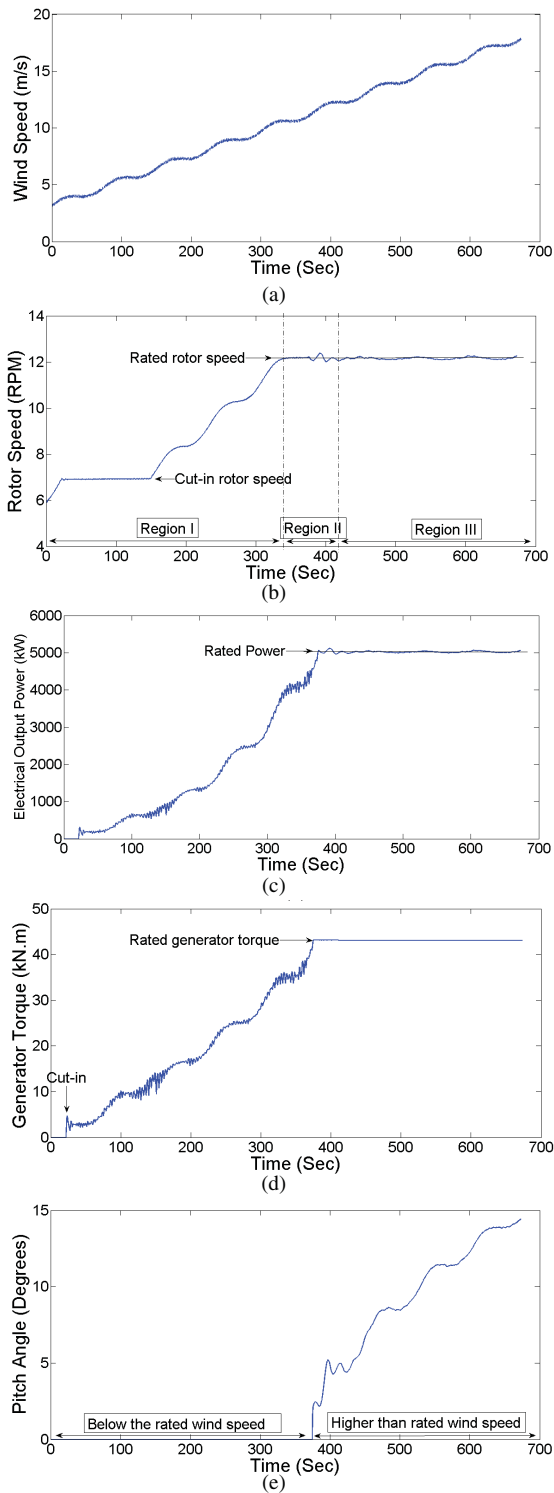 20
15
10
5
0
Wind Speed (m/s)
0 100 200 300 400 500 600 700
Time (Sec)
(a)
14
12
10
8
6
4
Rotor Speed (RPM)
Rated rotor speed
Cut-in rotor speed
Region I
Region II
Region III
0 100 200 300 400 500 600 700
Time (Sec)
(b)
6000
5000
4000
3000
2000
1000
0
Electrical Output Power (kW)
Rated Power
0 100 200 300 400 500 600 700
Time (Sec)
(c)
50
40
30
20
10
0
Generator Torque (kN.m)
Rated generator torque
Cut-in
0 100 200 300 400 500 600 700
Time (Sec)
(d)
15
10
5
0
Pitch Angle (Degrees)
Below the rated wind speed
Higher than rated wind speed
0 100 200 300 400 500 600 700
Time (Sec)
(e)